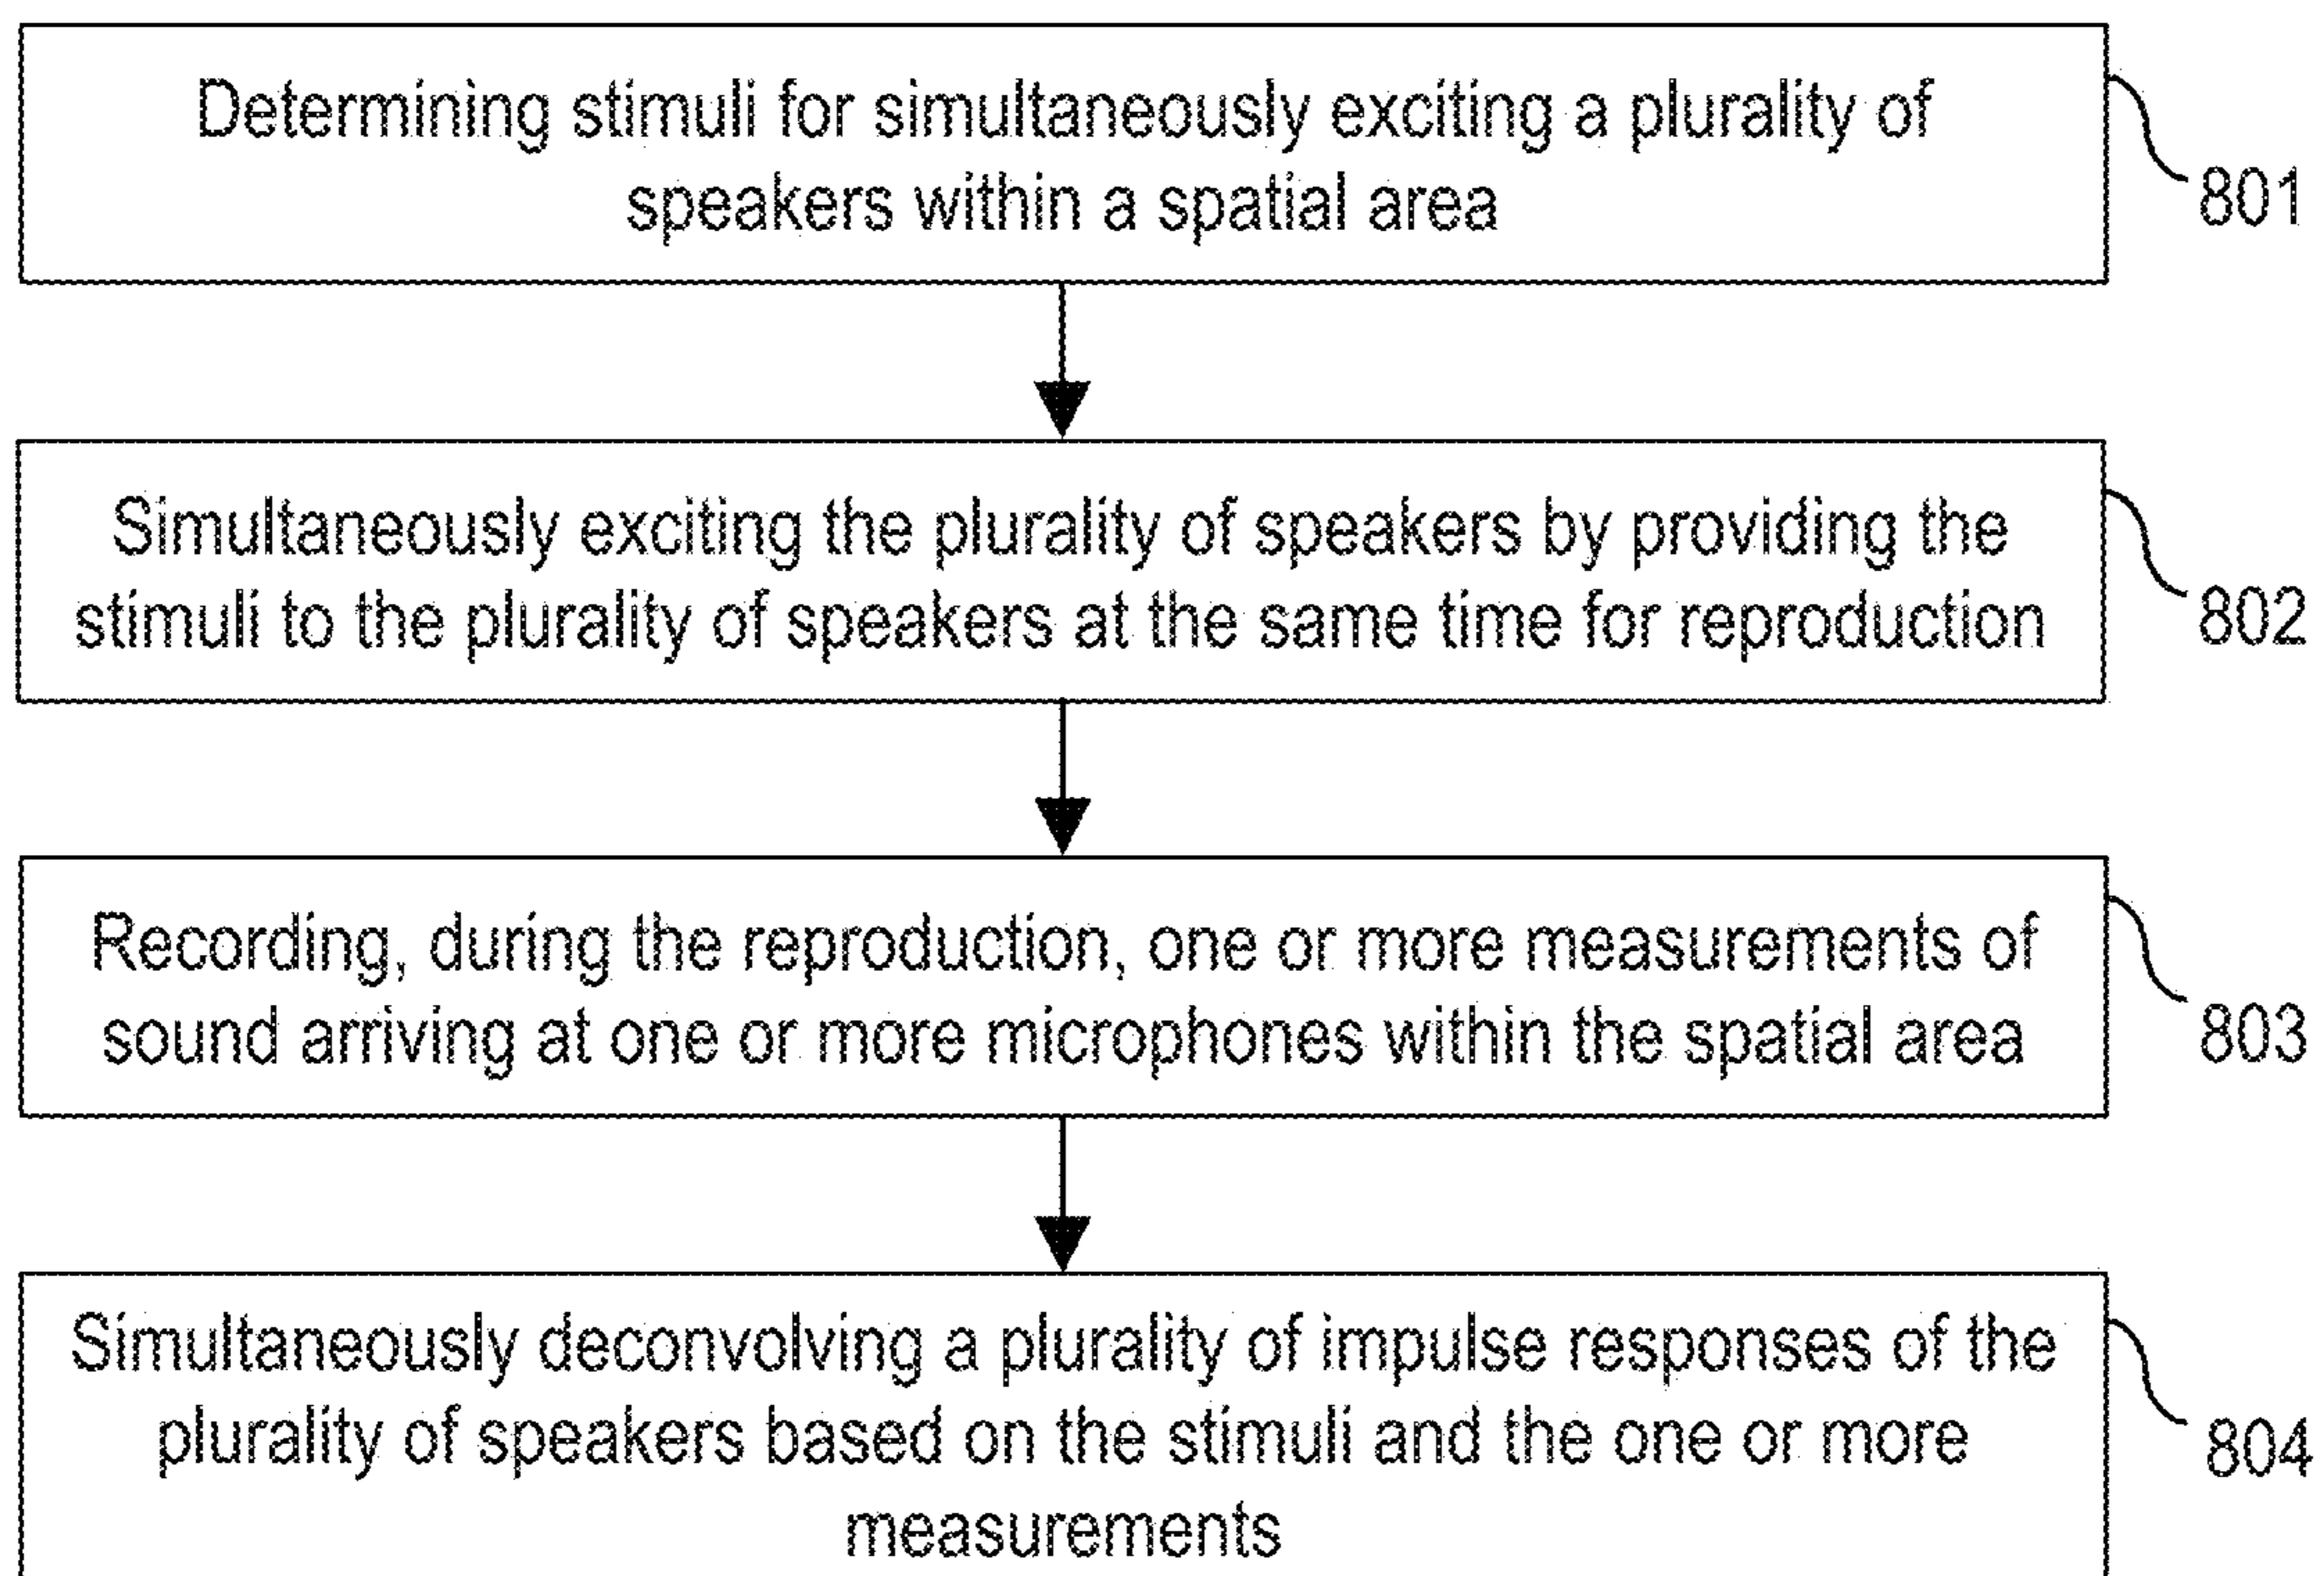 Determining stimuli for simultaneously exciting a plurality of
speakers within a spatial area
801
Simultaneously exciting the plurality of speakers by providing the
stimuli to the plurality of speakers at the same time for reproduction
802
Recording, during the reproduction, one or more measurements of
sound arriving at one or more microphones within the spatial area
803
Simultaneously deconvolving a plurality of impulse responses of the
plurality of speakers based on the stimuli and the one or more
measurements
804